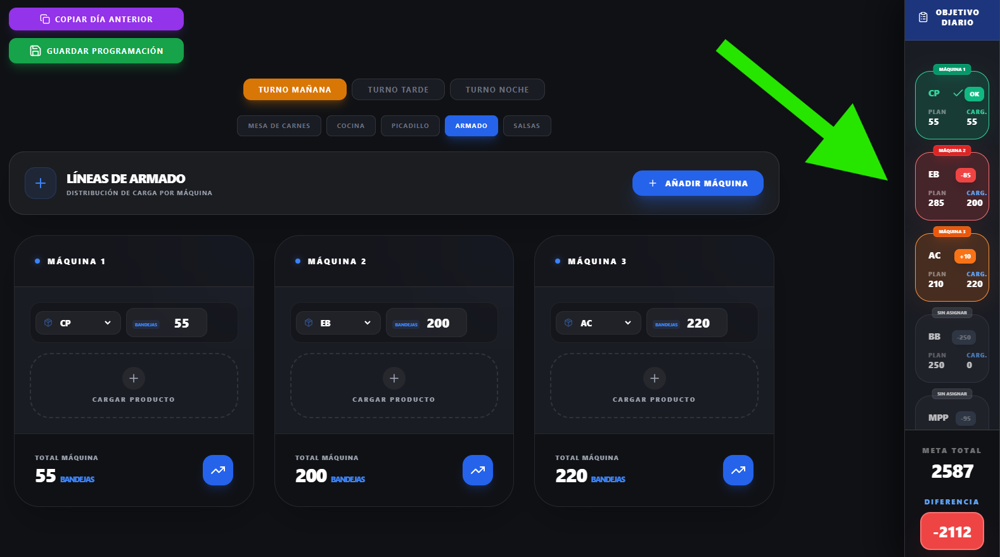 COPIAR DÍA ANTERIOR
GUARDAR PROGRAMACIÓN
TURNO MAÑANA
TURNO TARDE
TURNO NOCHE
MESA DE CARNES
COCINA
PICADILLO
ARMADO
SALSAS
LÍNEAS DE ARMADO
DISTRIBUCIÓN DE CARGA POR MÁQUINA
AÑADIR MÁQUINA
MÁQUINA 1
CP
BANDEJAS 55
CARGAR PRODUCTO
TOTAL MÁQUINA
55 BANDEJAS
MÁQUINA 2
EB
BANDEJAS 200
CARGAR PRODUCTO
TOTAL MÁQUINA
200 BANDEJAS
MÁQUINA 3
AC
BANDEJAS 220
CARGAR PRODUCTO
TOTAL MÁQUINA
220 BANDEJAS
OBJETIVO
DIARIO
MÁQUINA 1
CP OK
PLAN CARG.
55 55
MÁQUINA 2
EB -85
PLAN CARG.
285 200
MÁQUINA 3
AC +10
PLAN CARG.
210 220
SIN ASIGNAR
BB -250
PLAN CARG.
250 0
SIN ASIGNAR
MPP -95
META TOTAL
2587
DIFERENCIA
-2112